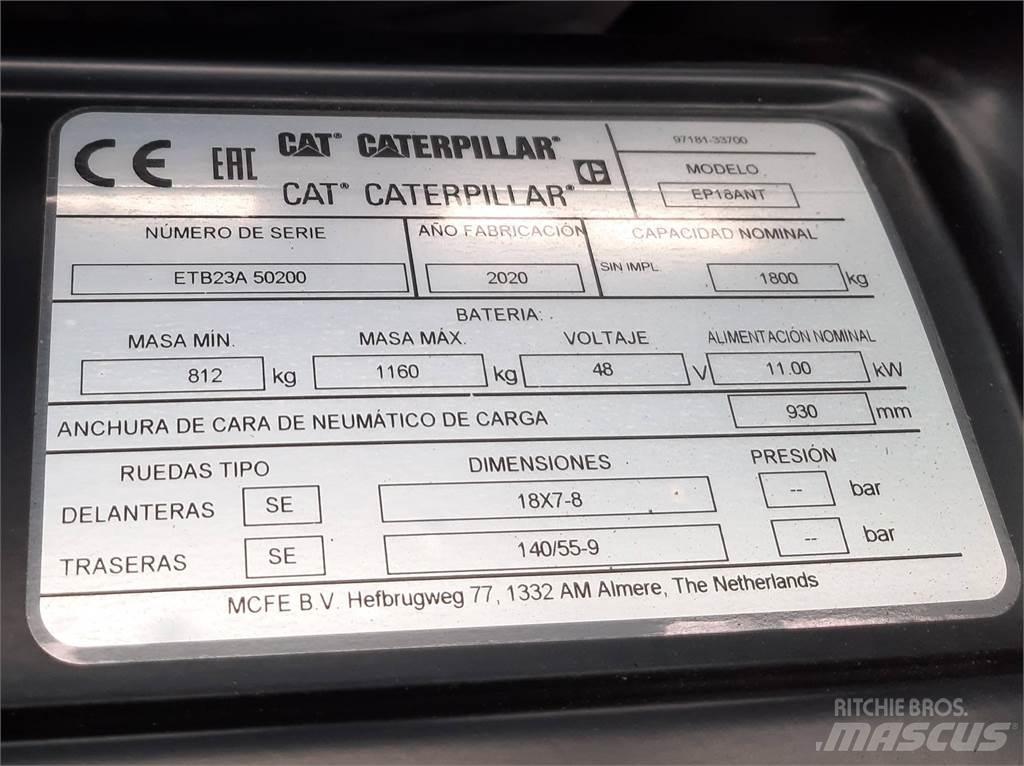 CE EAC CAT® CATERPILLAR®
CAT® CATERPILLAR®
97181-33700
MODELO
EP18ANT
NÚMERO DE SERIE AÑO FABRICACIÓN CAPACIDAD NOMINAL
ETB23A 50200 2020 SIN IMPL. 1800 kg
BATERIA:
MASA MÍN. MASA MÁX. VOLTAJE ALIMENTACIÓN NOMINAL
812 kg 1160 kg 48 V 11.00 kW
ANCHURA DE CARA DE NEUMÁTICO DE CARGA 930 mm
RUEDAS TIPO DIMENSIONES PRESIÓN
DELANTERAS SE 18X7-8 -- bar
TRASERAS SE 140/55-9 -- bar
MCFE B.V. Hefbrugweg 77, 1332 AM Almere, The Netherlands
RITCHIE BROS.
MASCUS